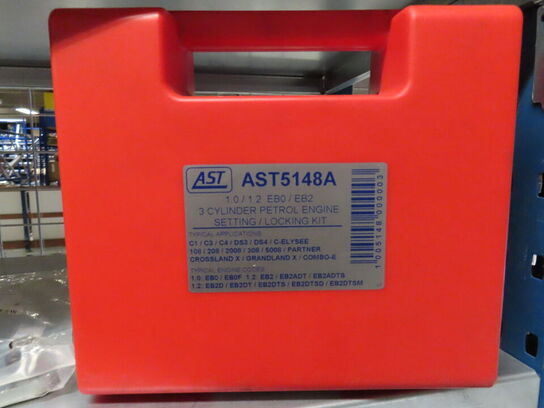 AST AST5148A
1.0 / 1.2 EB0 / EB2
3 CYLINDER PETROL ENGINE
SETTING / LOCKING KIT
TYPICAL APPLICATIONS
C1 / C3 / C4 / DS3 / DS4 / C-ELYSEE
108 / 208 / 2008 / 308 / 5008 / PARTNER
CROSSLAND X / GRANDLAND X / COMBO-E
TYPICAL ENGINE CODES
1.0: EB0 / EB0F 1.2: EB2 / EB2ADT / EB2ADTS
1.2: EB2D / EB2DT / EB2DTS / EB2DTSD / EB2DTSM
1005148000003